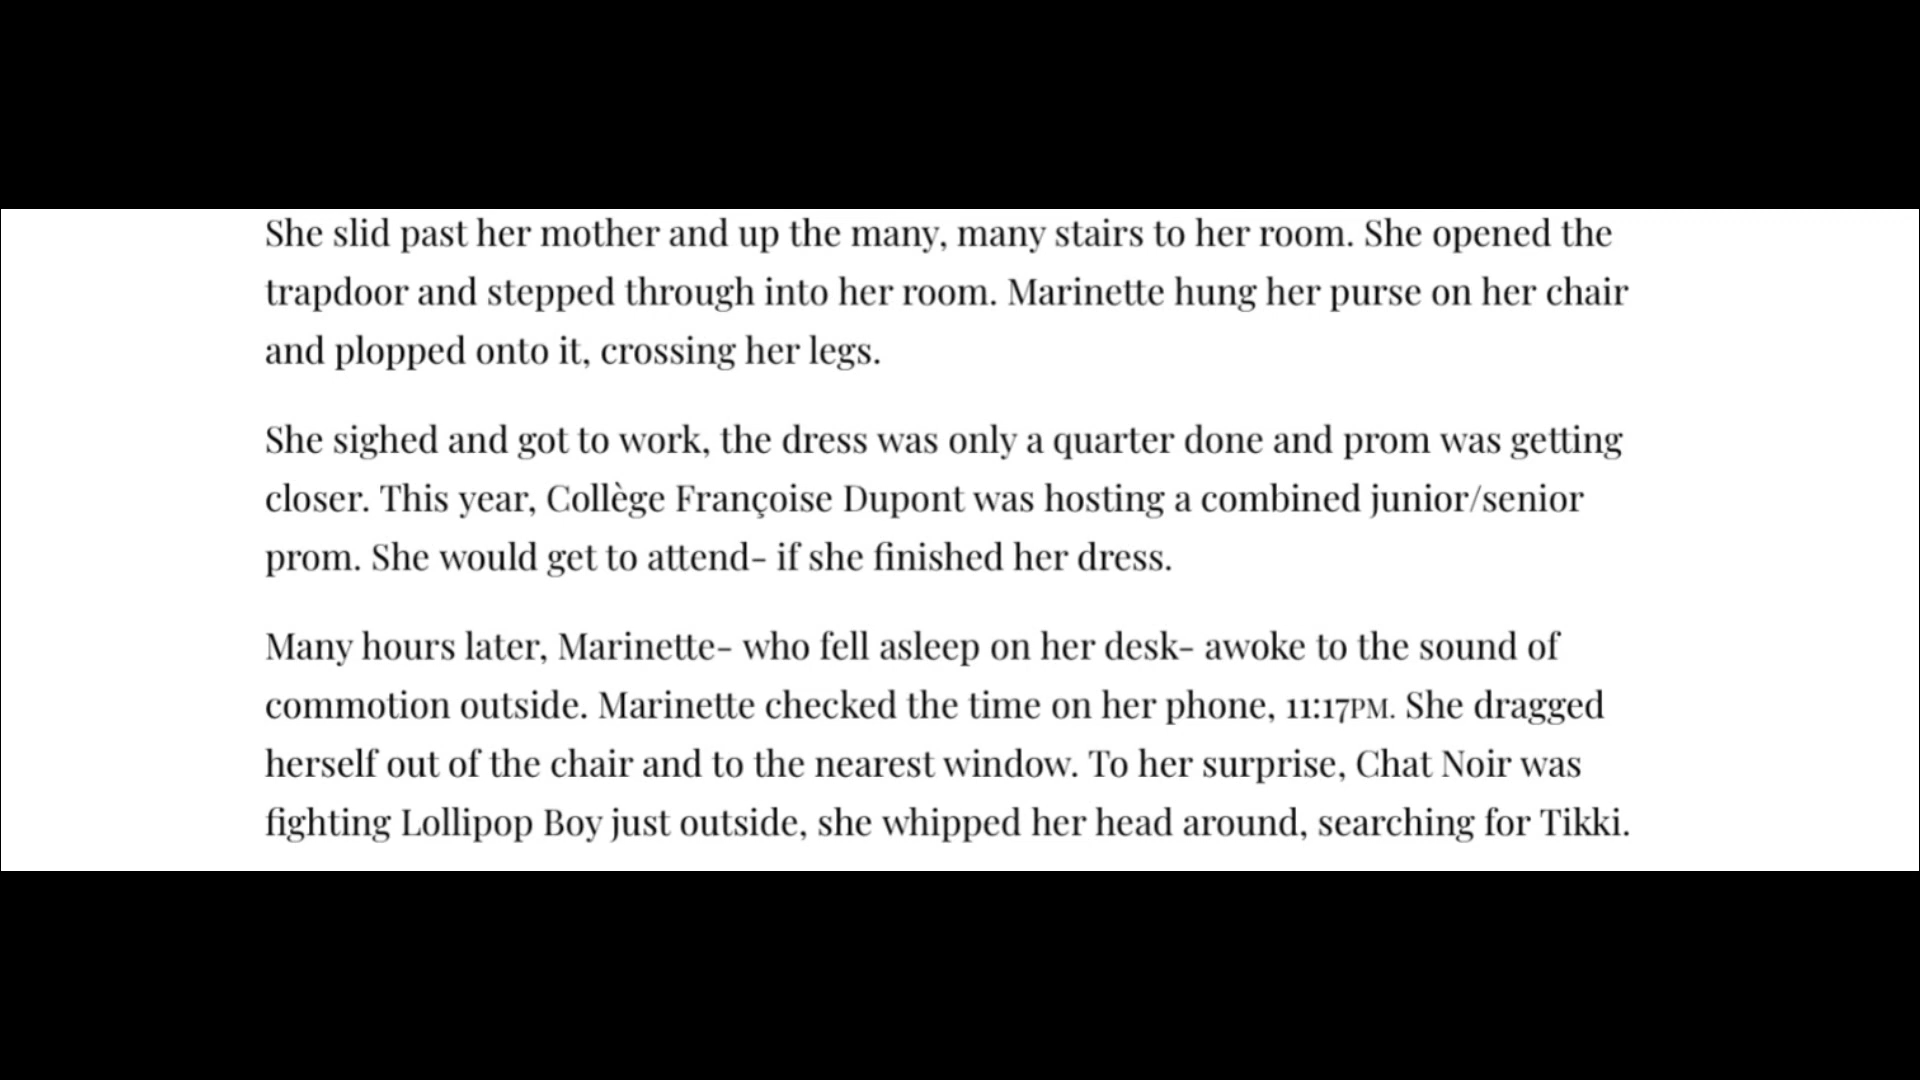 She slid past her mother and up the many, many stairs to her room. She opened the
trapdoor and stepped through into her room. Marinette hung her purse on her chair
and plopped onto it, crossing her legs.
She sighed and got to work, the dress was only a quarter done and prom was getting
closer. This year, Collège Françoise Dupont was hosting a combined junior/senior
prom. She would get to attend- if she finished her dress.
Many hours later, Marinette- who fell asleep on her desk- awoke to the sound of
commotion outside. Marinette checked the time on her phone, 11:17PM. She dragged
herself out of the chair and to the nearest window. To her surprise, Chat Noir was
fighting Lollipop Boy just outside, she whipped her head around, searching for Tikki.